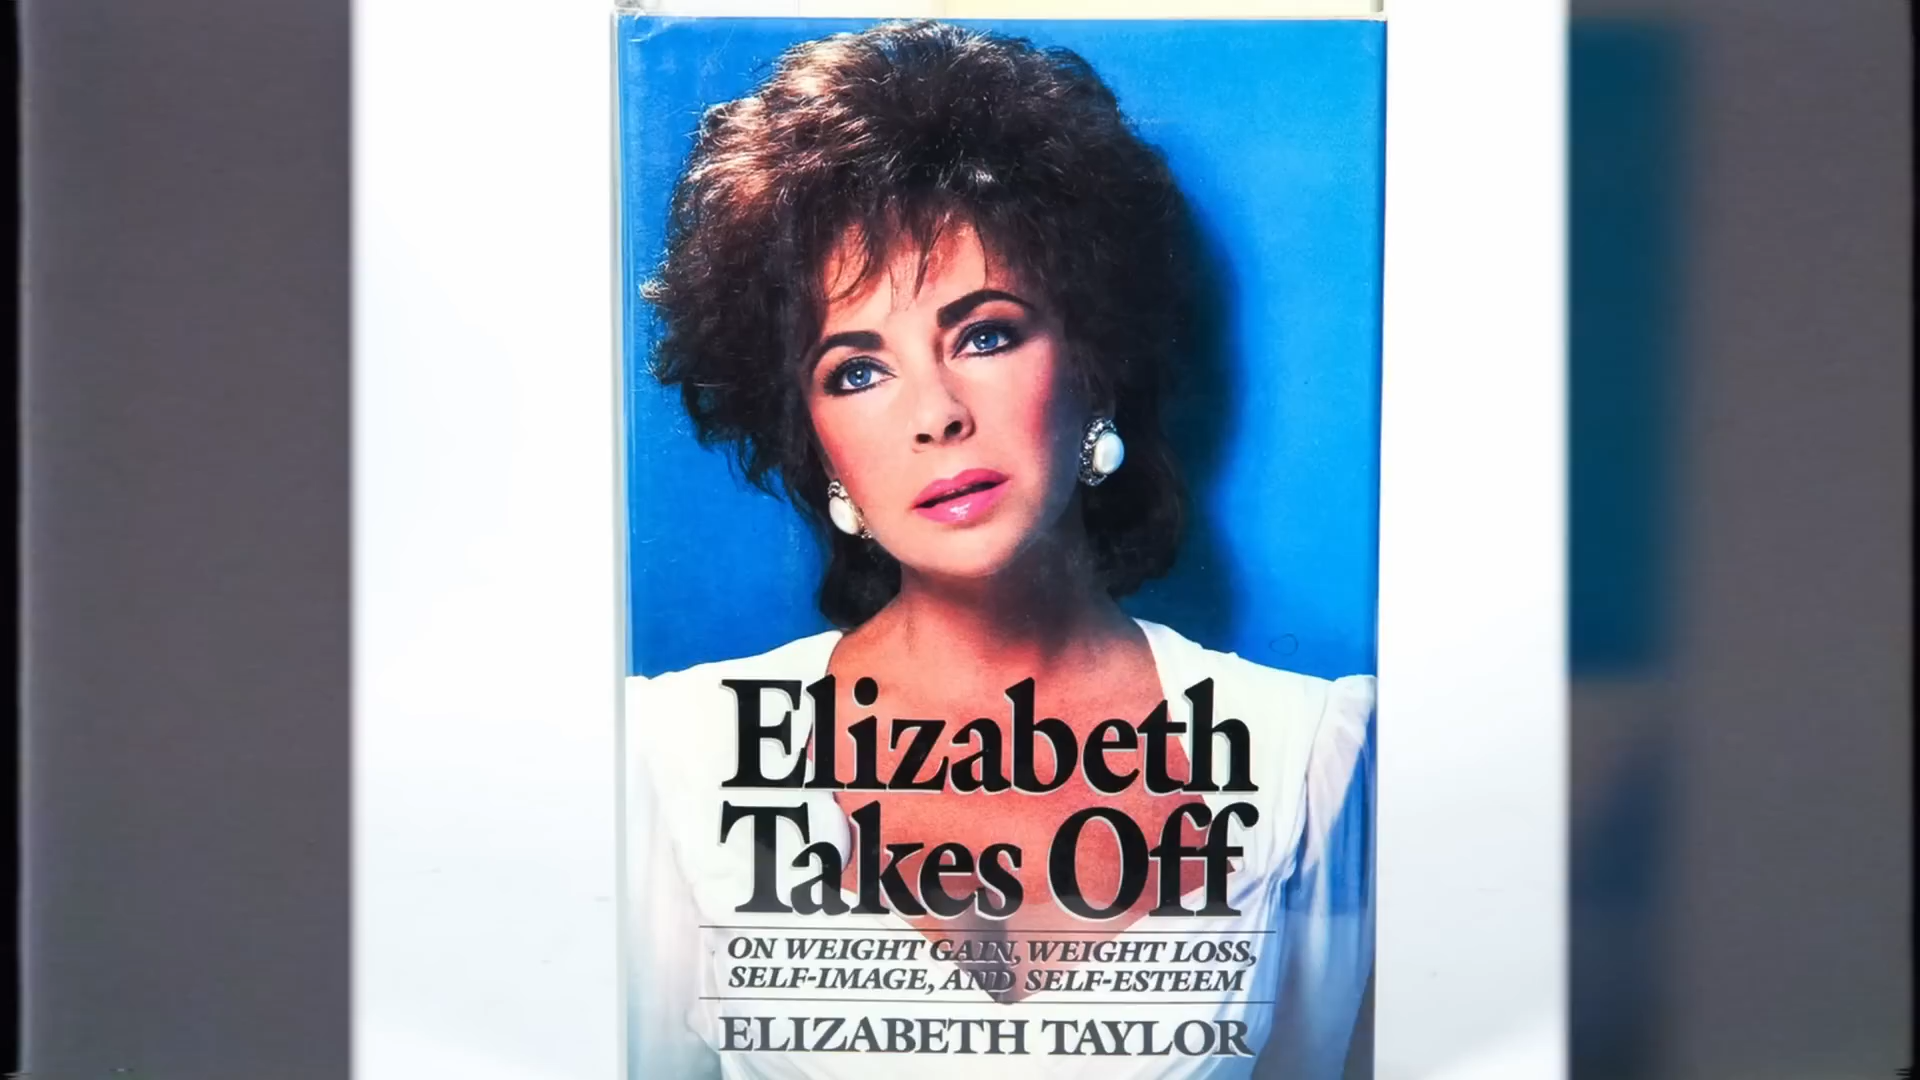 Elizabeth
Takes Off
ON WEIGHT GAIN, WEIGHT LOSS,
SELF-IMAGE, AND SELF-ESTEEM
ELIZABETH TAYLOR